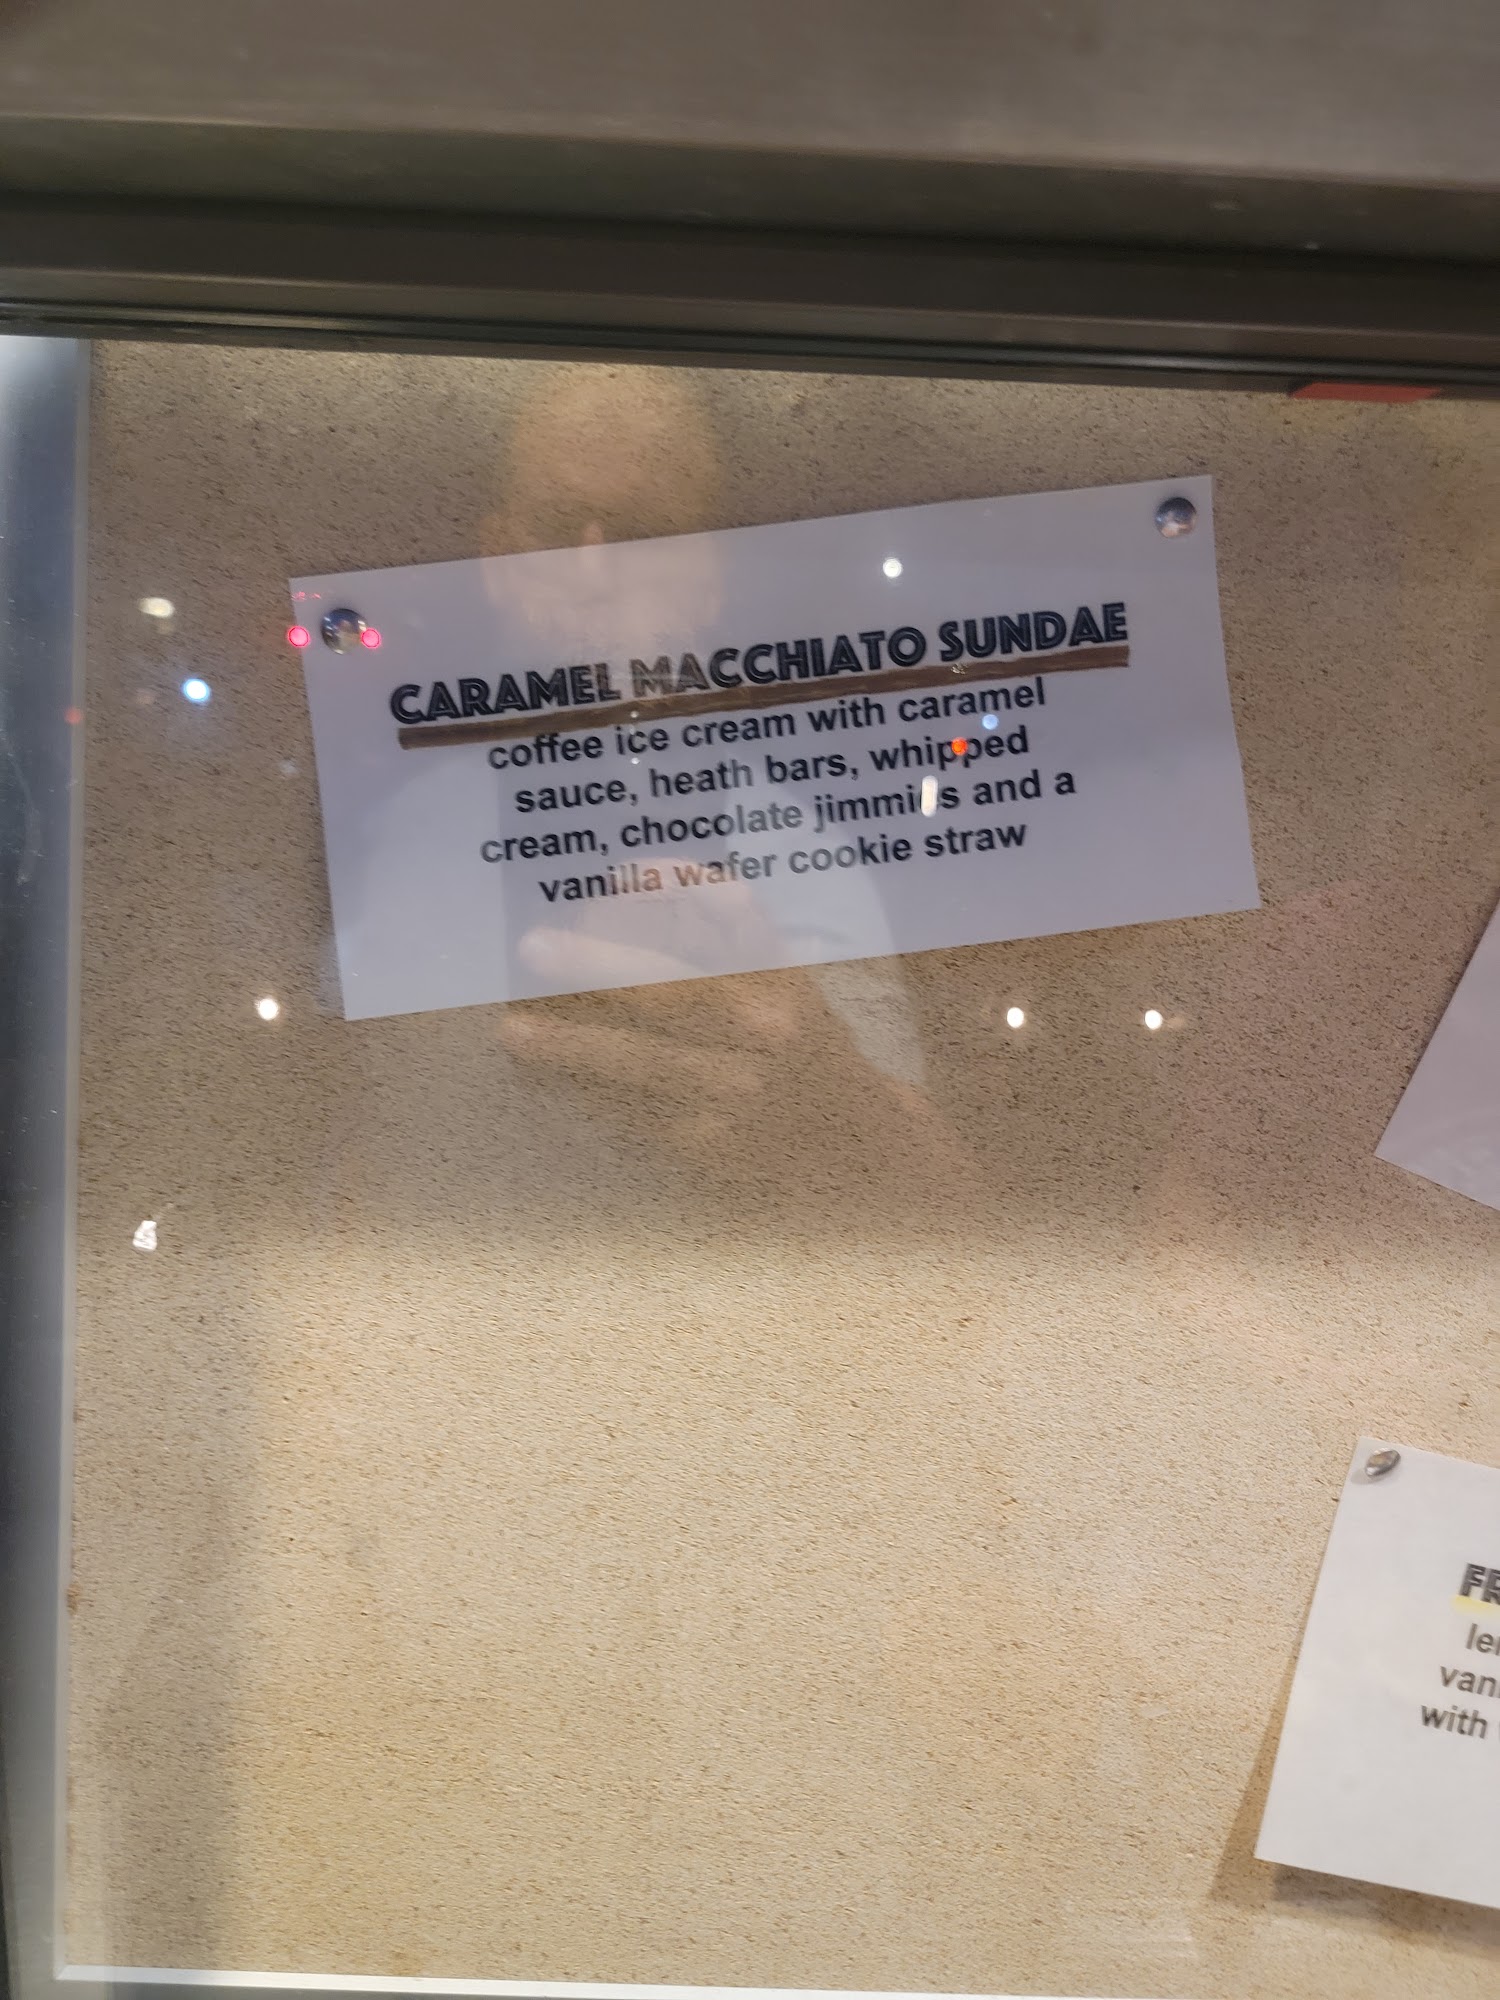 CARAMEL MACCHIATO SUNDAE
coffee ice cream with caramel
sauce, heath bars, whipped
cream, chocolate jimmies and a
vanilla wafer cookie straw
with